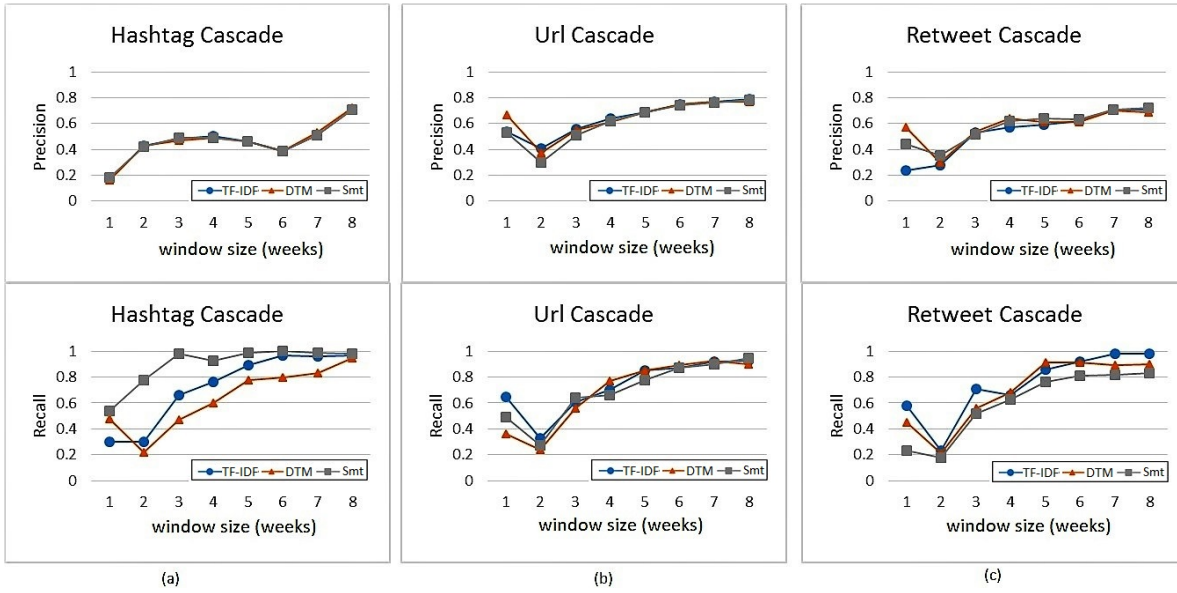 Hashtag Cascade
Precision
1
0.8
0.6
0.4
0.2
0
TF-IDF DTM Smt
1 2 3 4 5 6 7 8
window size (weeks)
Url Cascade
Precision
1
0.8
0.6
0.4
0.2
0
TF-IDF DTM Smt
1 2 3 4 5 6 7 8
window size (weeks)
Retweet Cascade
Precision
1
0.8
0.6
0.4
0.2
0
TF-IDF DTM Smt
1 2 3 4 5 6 7 8
window size (weeks)
Hashtag Cascade
Recall
1
0.8
0.6
0.4
0.2
0
TF-IDF DTM Smt
1 2 3 4 5 6 7 8
window size (weeks)
Url Cascade
Recall
1
0.8
0.6
0.4
0.2
0
TF-IDF DTM Smt
1 2 3 4 5 6 7 8
window size (weeks)
Retweet Cascade
Recall
1
0.8
0.6
0.4
0.2
0
TF-IDF DTM Smt
1 2 3 4 5 6 7 8
window size (weeks)
(a)
(b)
(c)